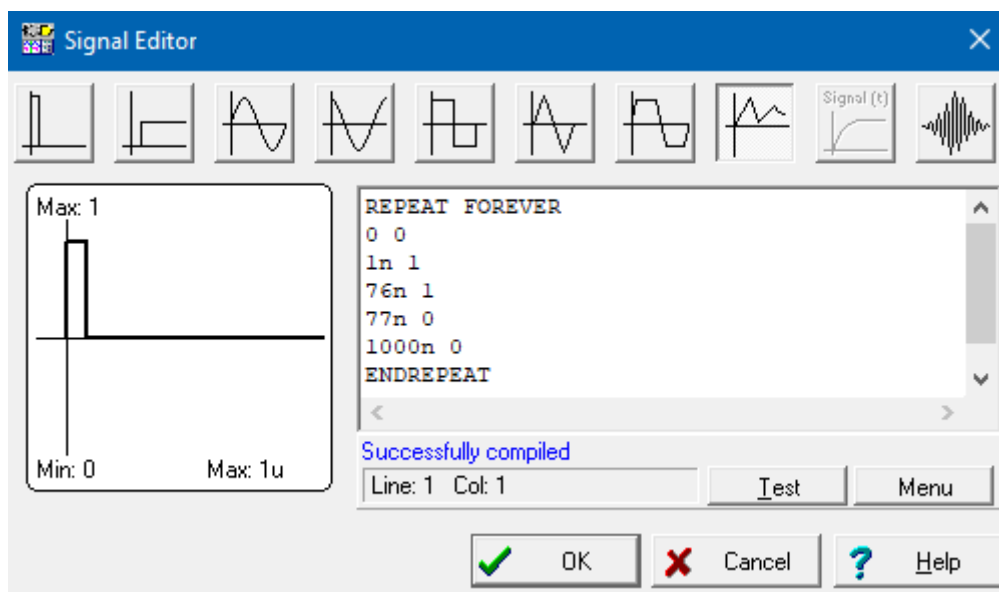 Signal Editor
Signal (t)
Max: 1
Min: 0 Max: 1u
REPEAT FOREVER
0 0
1n 1
76n 1
77n 0
1000n 0
ENDREPEAT
Successfully compiled
Line: 1 Col: 1
Test
Menu
OK
Cancel
Help